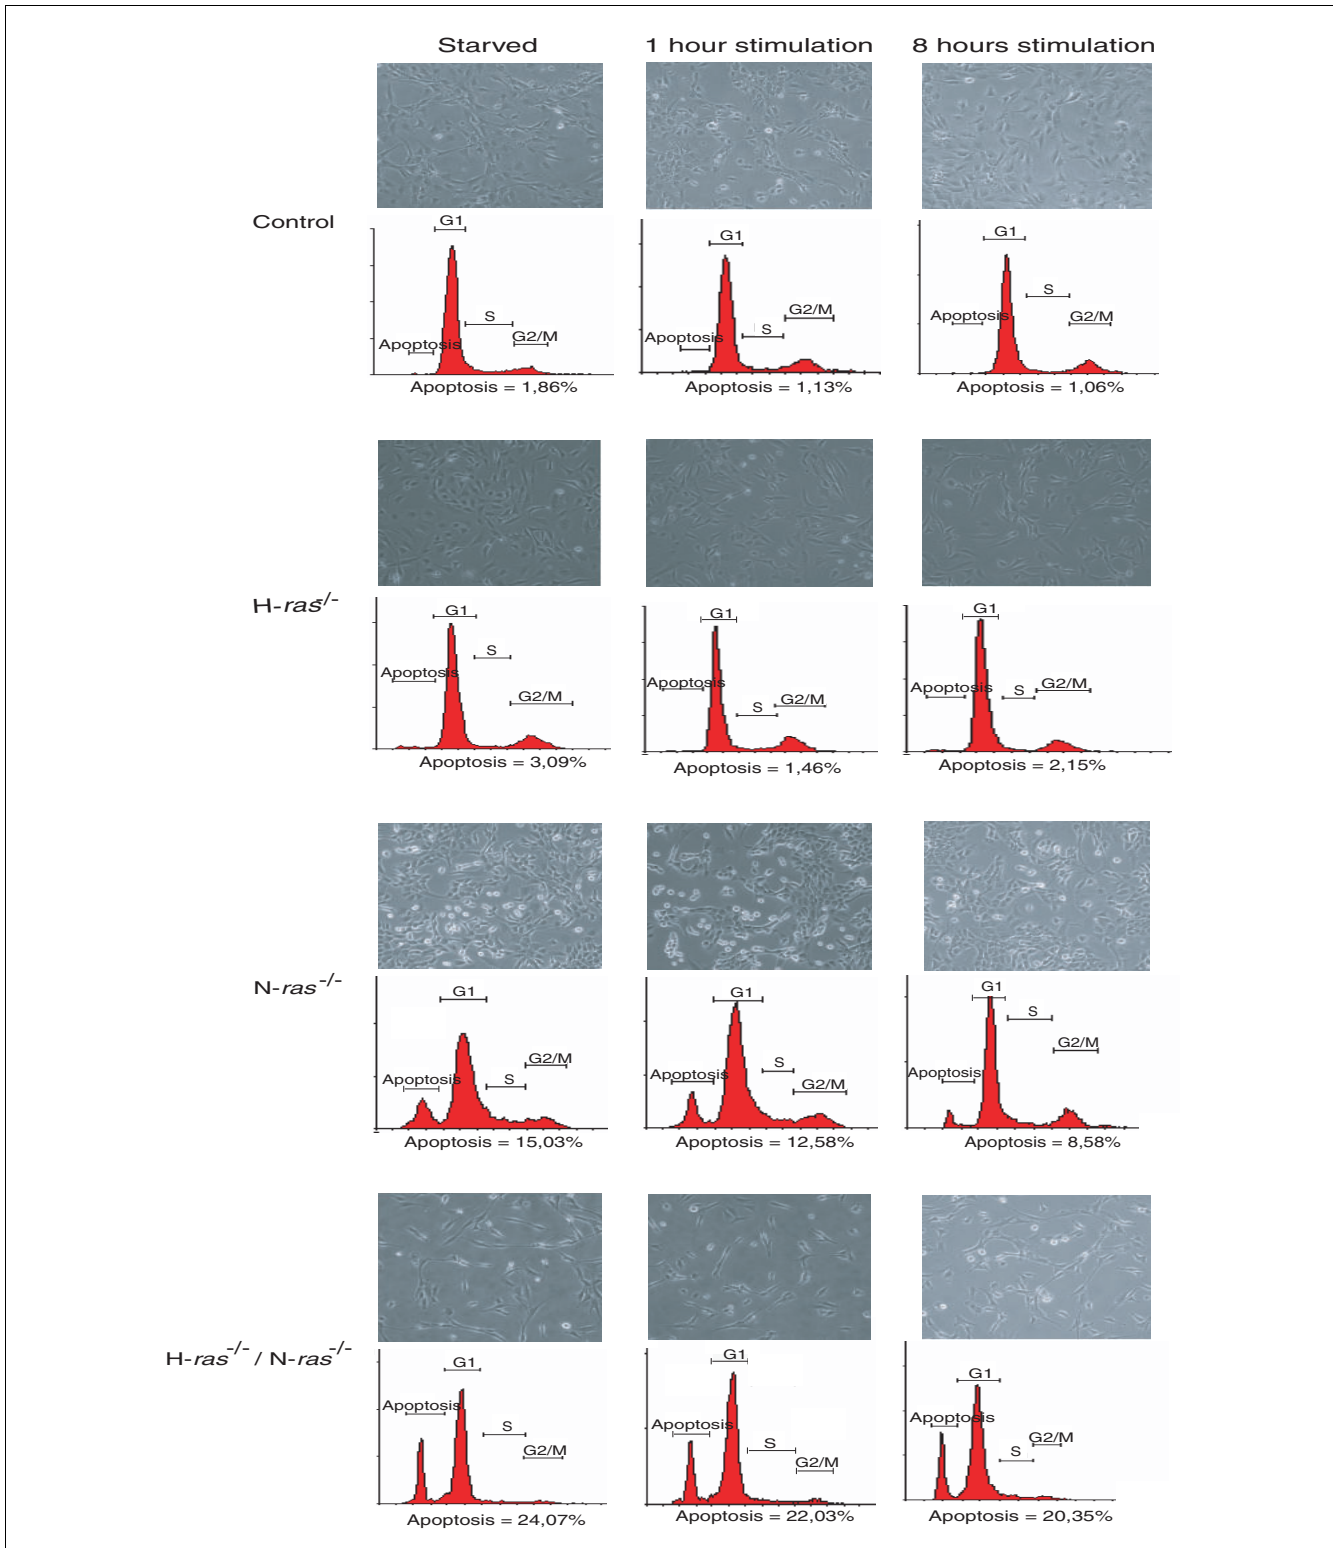 Starved 1 hour stimulation 8 hours stimulation
Control
G1
S
G2/M
Apoptosis
Apoptosis = 1,86%
G1
G2/M
S
Apoptosis
Apoptosis = 1,13%
G1
S
Apoptosis
G2/M
Apoptosis = 1,06%
H-ras-/-
G1
S
Apoptosis
G2/M
Apoptosis = 3,09%
G1
Apoptosis
G2/M
S
Apoptosis = 1,46%
G1
G2/M
Apoptosis
S
Apoptosis = 2,15%
N-ras-/-
G1
G2/M
Apoptosis
S
Apoptosis = 15,03%
G1
S
Apoptosis
G2/M
Apoptosis = 12,58%
G1
S
G2/M
Apoptosis
Apoptosis = 8,58%
H-ras-/- / N-ras-/-
G1
Apoptosis
S
G2/M
Apoptosis = 24,07%
G1
Apoptosis
S
G2/M
Apoptosis = 22,03%
G1
Apoptosis
G2/M
S
Apoptosis = 20,35%